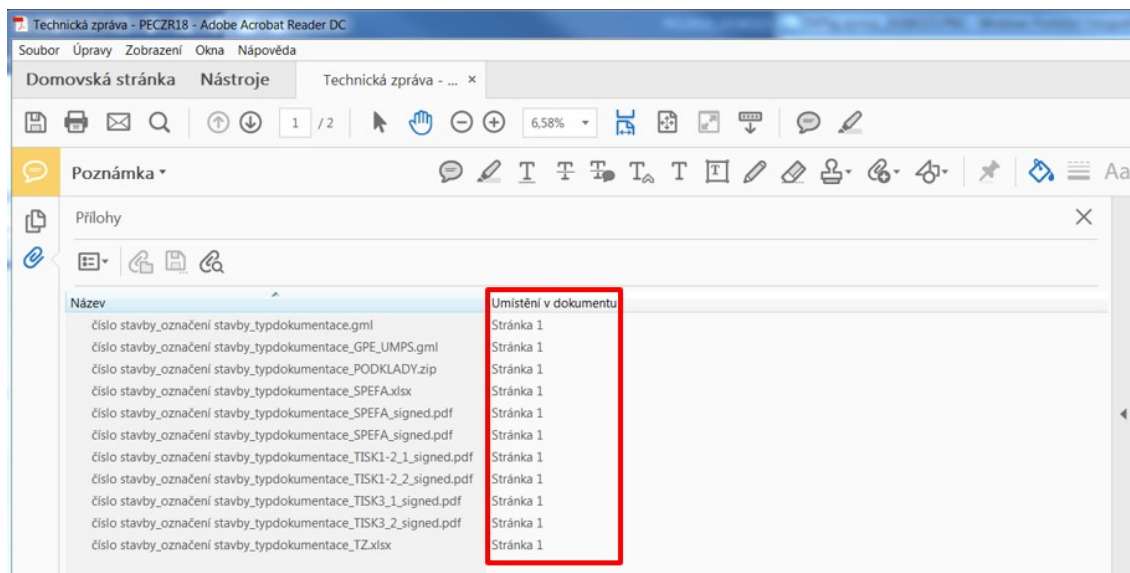 Technická zpráva - PECZR18 - Adobe Acrobat Reader DC
Soubor Úpravy Zobrazení Okna Nápověda
Domovská stránka Nástroje Technická zpráva - ... ×
1 / 2 6,58%
Poznámka
Aa
Přílohy
Název Umístění v dokumentu
číslo stavby_označení stavby_typdokumentace.gml Stránka 1
číslo stavby_označení stavby_typdokumentace_GPE_UMPS.gml Stránka 1
číslo stavby_označení stavby_typdokumentace_PODKLADY.zip Stránka 1
číslo stavby_označení stavby_typdokumentace_SPEFA.xlsx Stránka 1
číslo stavby_označení stavby_typdokumentace_SPEFA_signed.pdf Stránka 1
číslo stavby_označení stavby_typdokumentace_SPEFA_signed.pdf Stránka 1
číslo stavby_označení stavby_typdokumentace_TISK1-2_1_signed.pdf Stránka 1
číslo stavby_označení stavby_typdokumentace_TISK1-2_2_signed.pdf Stránka 1
číslo stavby_označení stavby_typdokumentace_TISK3_1_signed.pdf Stránka 1
číslo stavby_označení stavby_typdokumentace_TISK3_2_signed.pdf Stránka 1
číslo stavby_označení stavby_typdokumentace_TZ.xlsx Stránka 1